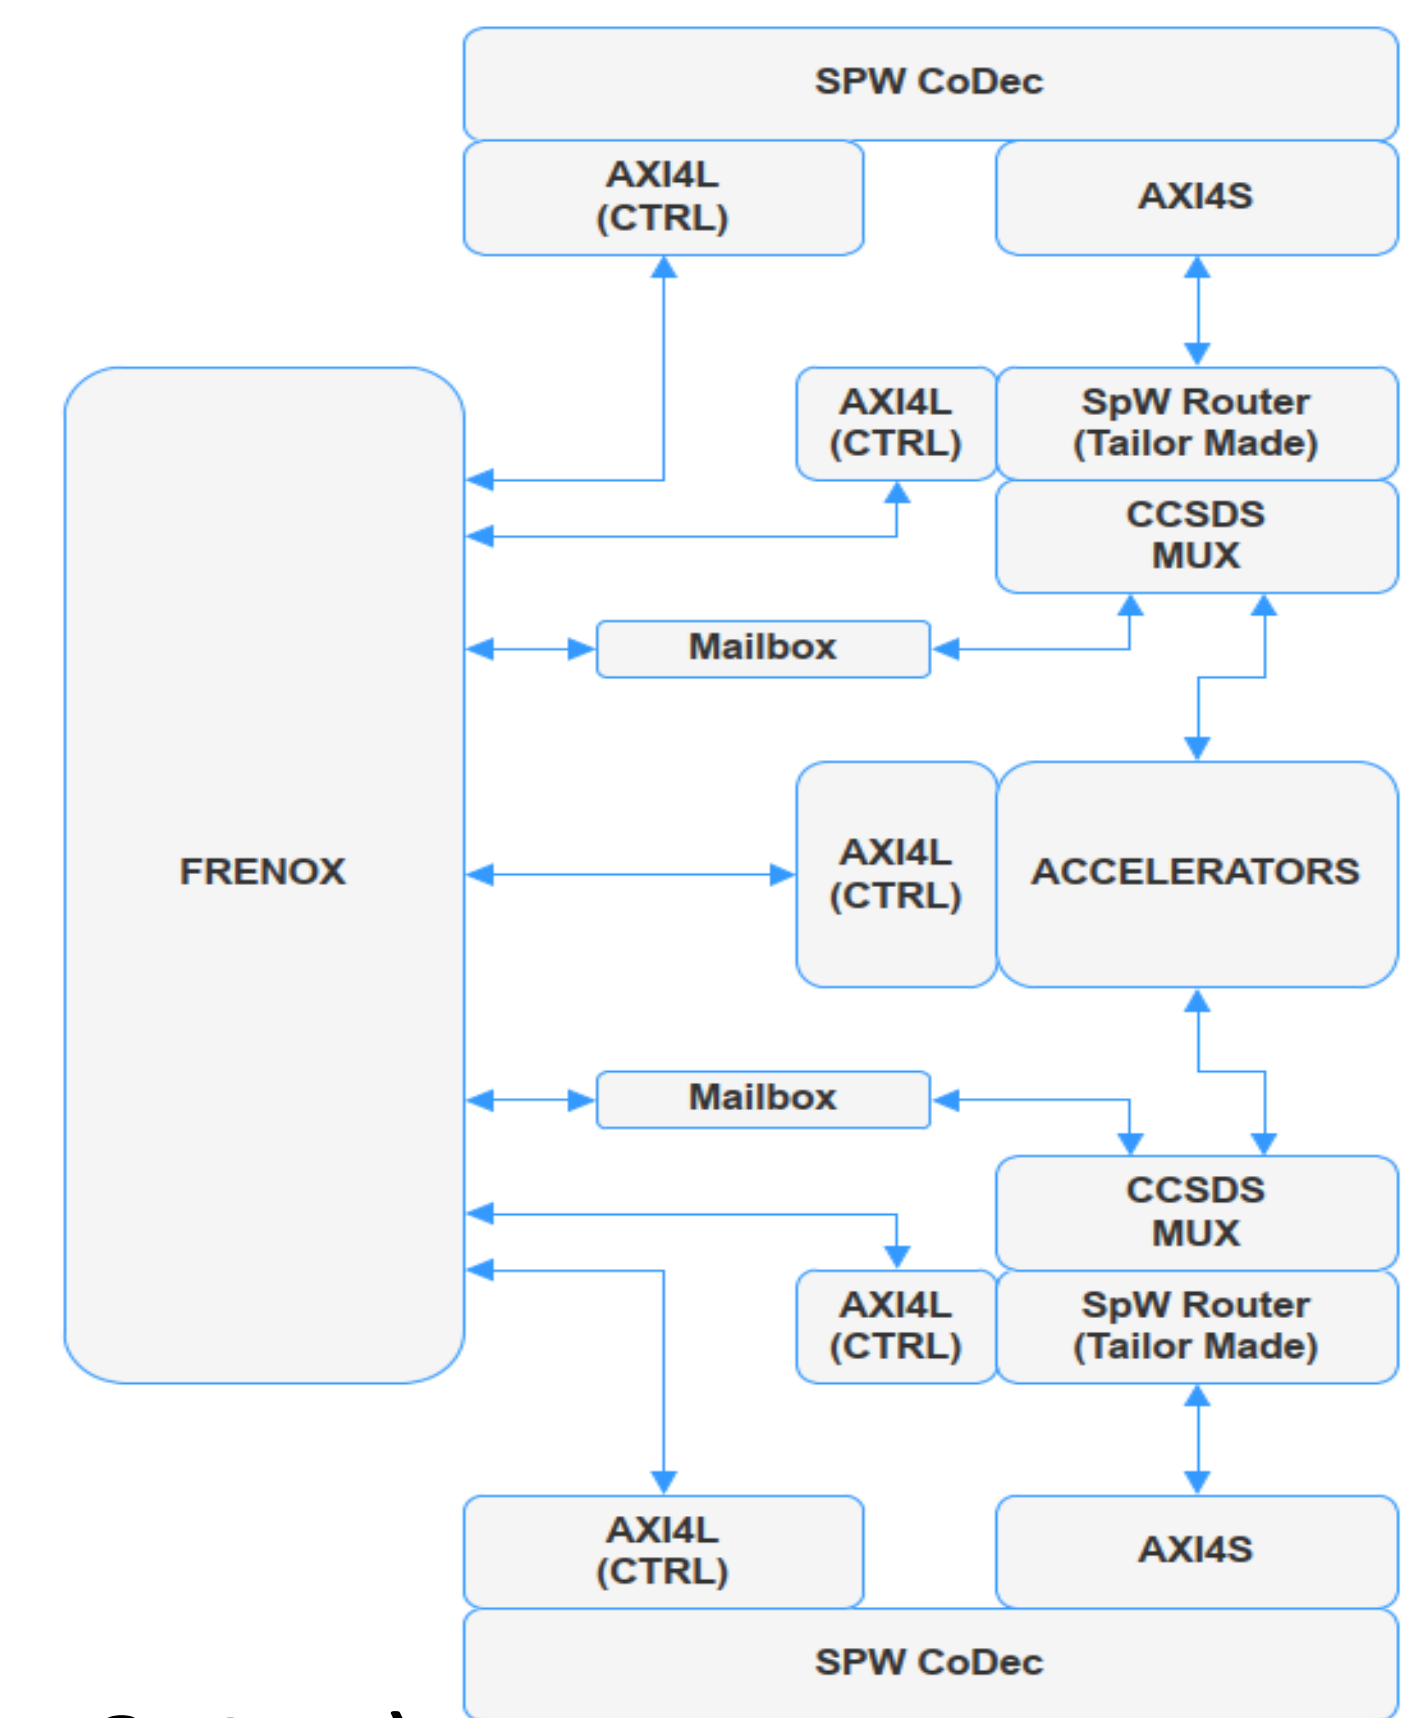 SPW CoDec
AXI4L
(CTRL)
AXI4S
AXI4L
(CTRL)
SpW Router
(Tailor Made)
CCSDS
MUX
Mailbox
FRENOX
AXI4L
(CTRL)
ACCELERATORS
Mailbox
CCSDS
MUX
AXI4L
(CTRL)
SpW Router
(Tailor Made)
AXI4L
(CTRL)
AXI4S
SPW CoDec